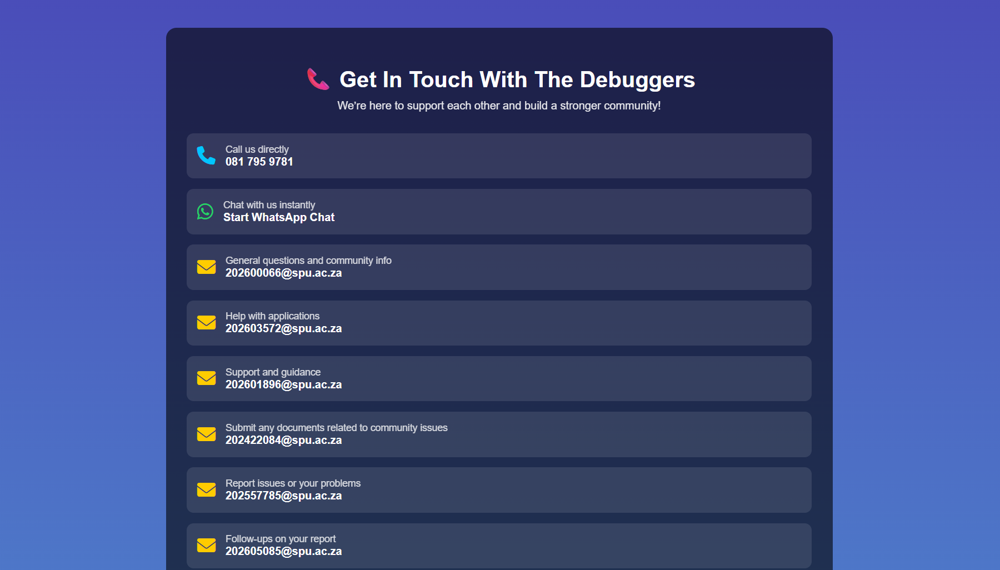 Get In Touch With The Debuggers
We’re here to support each other and build a stronger community!
Call us directly
081 795 9781
Chat with us instantly
Start WhatsApp Chat
General questions and community info
202600066@spu.ac.za
Help with applications
202603572@spu.ac.za
Support and guidance
202601896@spu.ac.za
Submit any documents related to community issues
202422084@spu.ac.za
Report issues or your problems
202557785@spu.ac.za
Follow-ups on your report
202605085@spu.ac.za